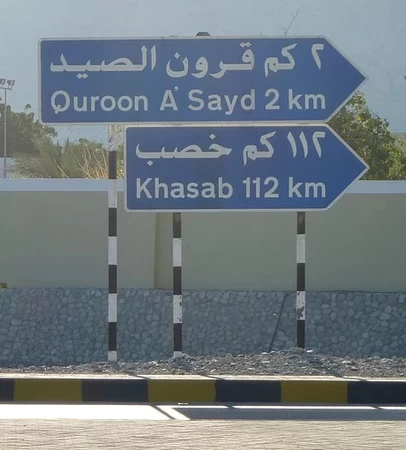 ٢ كم قرون الصيد
Quroon A' Sayd 2 km
١١٢ كم خصب
Khasab 112 km